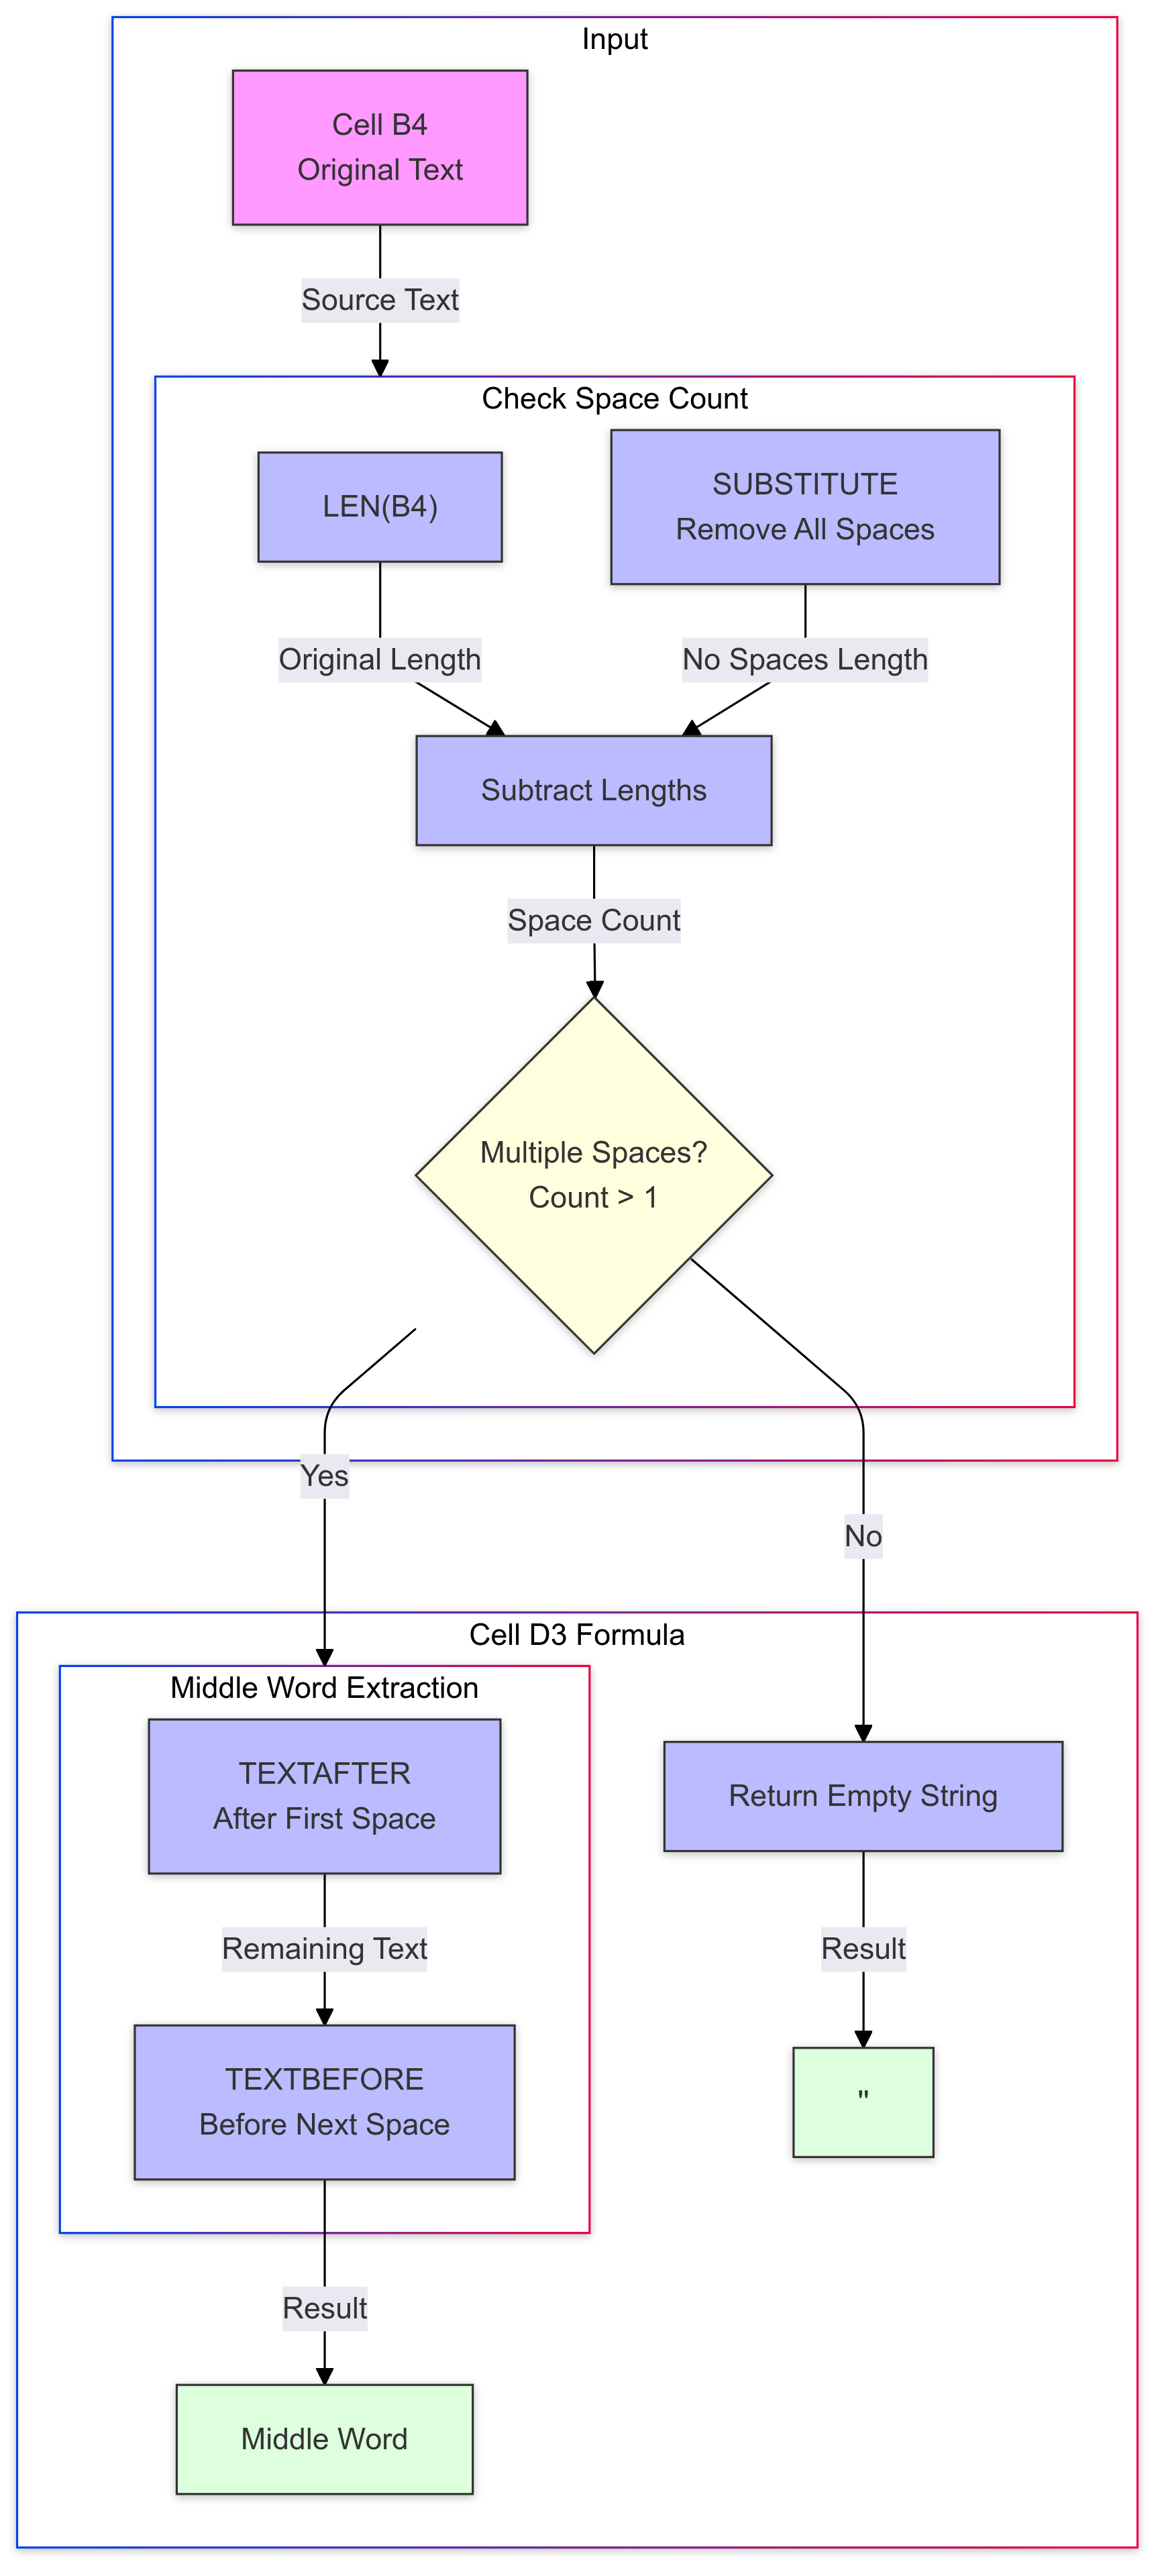 Input
Cell B4
Original Text
Source Text
Check Space Count
LEN(B4)
SUBSTITUTE
Remove All Spaces
Original Length
No Spaces Length
Subtract Lengths
Space Count
Multiple Spaces?
Count > 1
Yes
No
Cell D3 Formula
Middle Word Extraction
TEXTAFTER
After First Space
Return Empty String
Remaining Text
Result
TEXTBEFORE
Before Next Space
"
Result
Middle Word